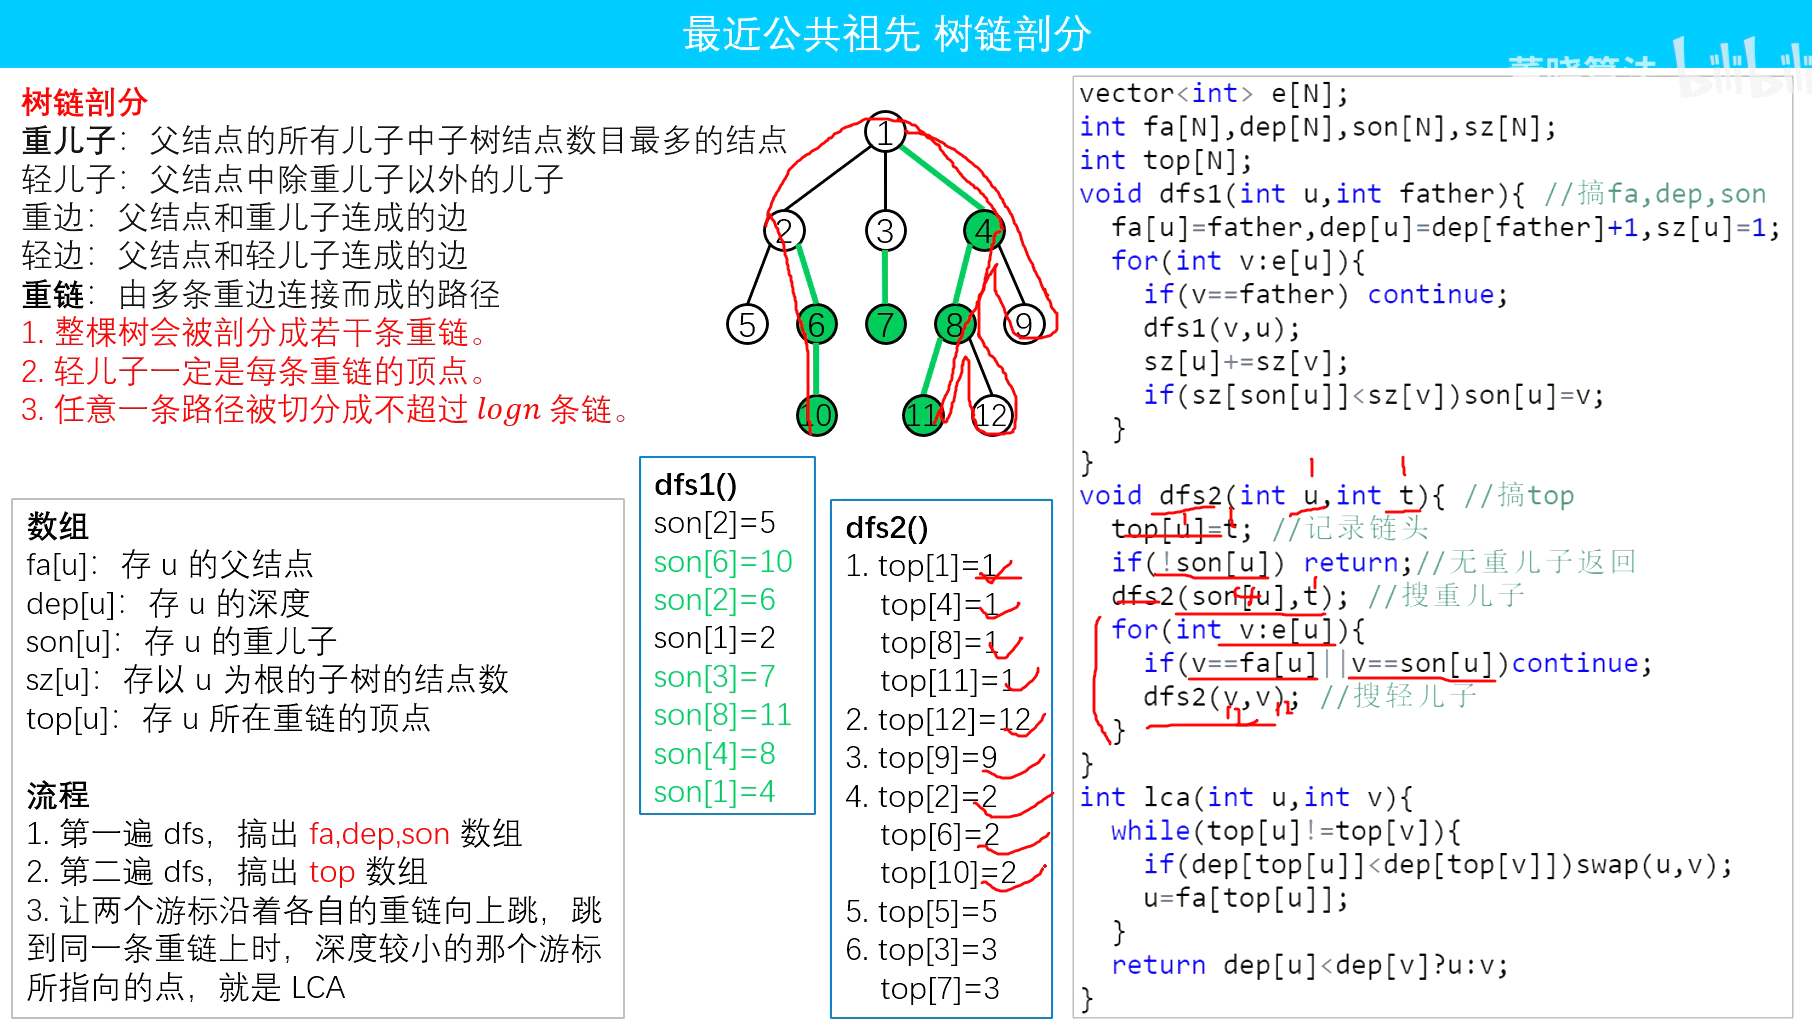 最近公共祖先 树链剖分
bilibili
树链剖分
重儿子：父结点的所有儿子中子树结点数目最多的结点
轻儿子：父结点中除重儿子以外的儿子
重边：父结点和重儿子连成的边
轻边：父结点和轻儿子连成的边
重链：由多条重边连接而成的路径
1. 整棵树会被剖分成若干条重链。
2. 轻儿子一定是每条重链的顶点。
3. 任意一条路径被切分成不超过 logn 条链。
1
2 3 4
5 6 7 8 9
10 11 12
数组
fa[u]：存 u 的父结点
dep[u]：存 u 的深度
son[u]：存 u 的重儿子
sz[u]：存以 u 为根的子树的结点数
top[u]：存 u 所在重链的顶点
流程
1. 第一遍 dfs，搞出 fa,dep,son 数组
2. 第二遍 dfs，搞出 top 数组
3. 让两个游标沿着各自的重链向上跳，跳
到同一条重链上时，深度较小的那个游标
所指向的点，就是 LCA
dfs1()
son[2]=5
son[6]=10
son[2]=6
son[1]=2
son[3]=7
son[8]=11
son[4]=8
son[1]=4
dfs2()
1. top[1]=1
top[4]=1
top[8]=1
top[11]=1
2. top[12]=12
3. top[9]=9
4. top[2]=2
top[6]=2
top[10]=2
5. top[5]=5
6. top[3]=3
top[7]=3
vector<int> e[N];
int fa[N],dep[N],son[N],sz[N];
int top[N];
void dfs1(int u,int father){ //搞fa,dep,son
fa[u]=father,dep[u]=dep[father]+1,sz[u]=1;
for(int v:e[u]){
if(v==father) continue;
dfs1(v,u);
sz[u]+=sz[v];
if(sz[son[u]]<sz[v])son[u]=v;
}
}
1 1
void dfs2(int u,int t){ //搞top
1 1
top[u]=t; //记录链头
if(!son[u]) return;//无重儿子返回
4 1
dfs2(son[u],t); //搜重儿子
for(int v:e[u]){
if(v==fa[u]||v==son[u])continue;
dfs2(v,v); //搜轻儿子
12 12
}
}
int lca(int u,int v){
while(top[u]!=top[v]){
if(dep[top[u]]<dep[top[v]])swap(u,v);
u=fa[top[u]];
}
return dep[u]<dep[v]?u:v;
}